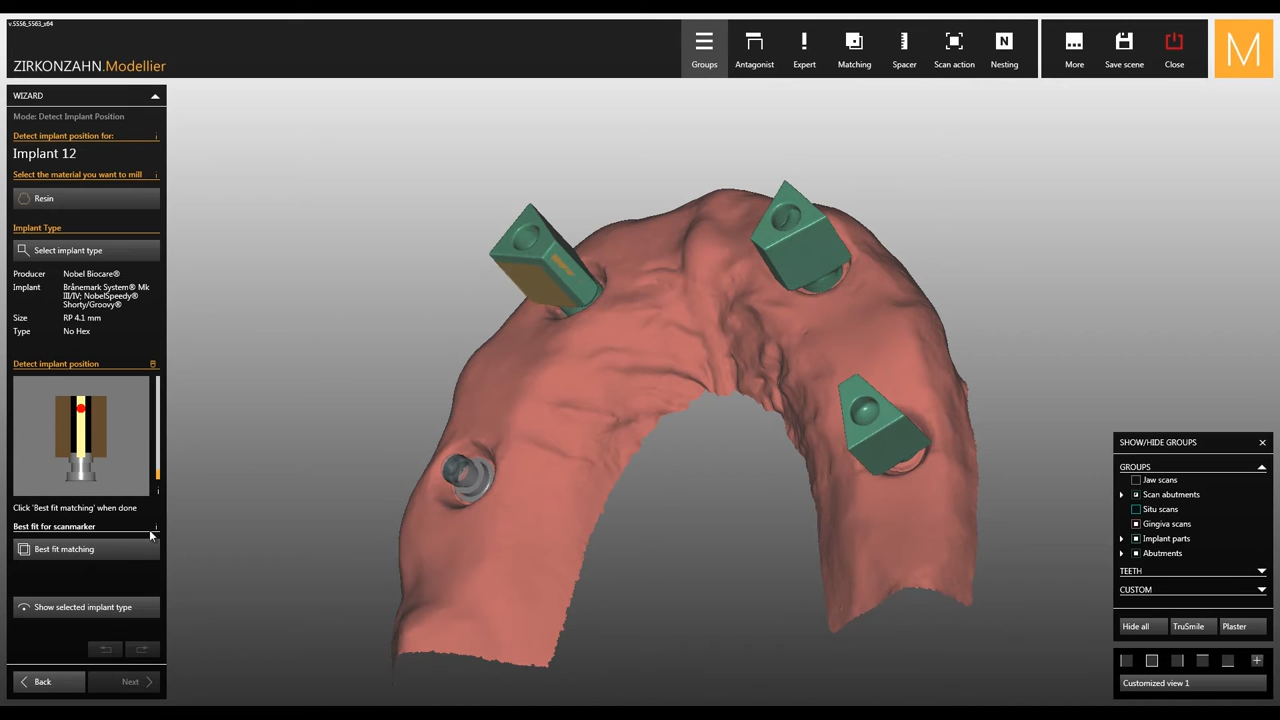 v.5556_5563_x64
ZIRKONZAHN.Modellier
Groups
Antagonist
Expert
Matching
Spacer
Scan action
N
Nesting
More
Save scene
Close
M
WIZARD
Mode: Detect Implant Position
Detect implant position for:
Implant 12
Select the material you want to mill
Resin
Implant Type
Select implant type
Producer Nobel Biocare®
Implant Brånemark System® Mk
III/IV; NobelSpeedy®
Shorty/Groovy®
Size RP 4.1 mm
Type No Hex
Detect implant position
Click 'Best fit matching' when done
Best fit for scanmarker
Best fit matching
Show selected implant type
Back
Next
SHOW/HIDE GROUPS
GROUPS
Jaw scans
Scan abutments
Situ scans
Gingiva scans
Implant parts
Abutments
TEETH
CUSTOM
Hide all
TruSmile
Plaster
Customized view 1